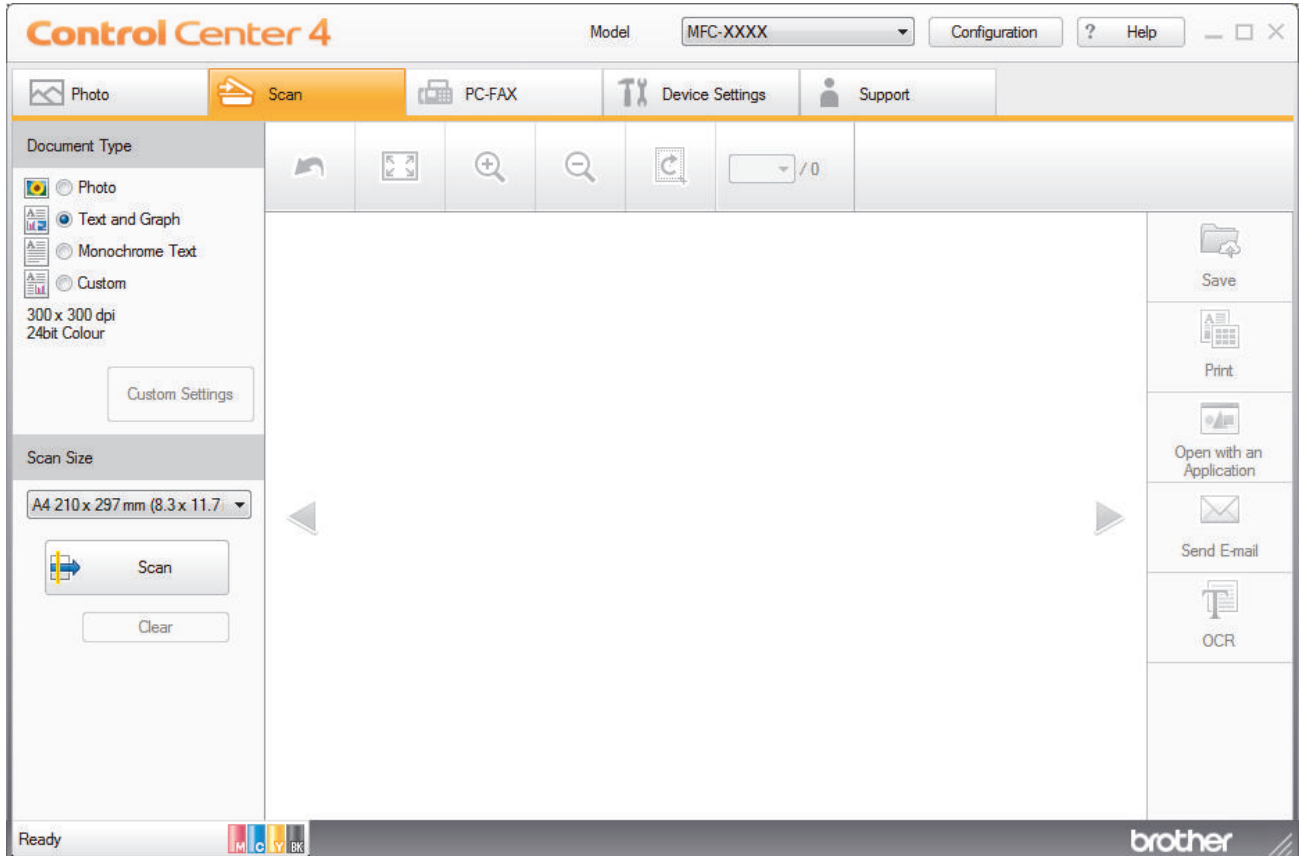 Control Center 4
Model
MFC-XXXX
Configuration
? Help
Photo
Scan
PC-FAX
Device Settings
Support
Document Type
Photo
Text and Graph
Monochrome Text
Custom
300 x 300 dpi
24bit Colour
Custom Settings
Scan Size
A4 210 x 297 mm (8.3 x 11.7
Scan
Clear
/ 0
Save
Print
Open with an
Application
Send E-mail
OCR
Ready
M C Y BK
brother